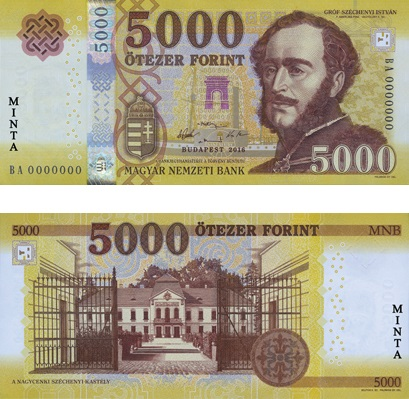 GRÓF SZÉCHENYI ISTVÁN
5000
5000
ÖTEZER FORINT
BA 0000000
MINTA
BUDAPEST 2016
5000
BA 0000000
MAGYAR NEMZETI BANK
5000
5000
ÖTEZER FORINT
MNB
MINTA
A NAGYCENKI SZÉCHENYI-KASTÉLY
5000